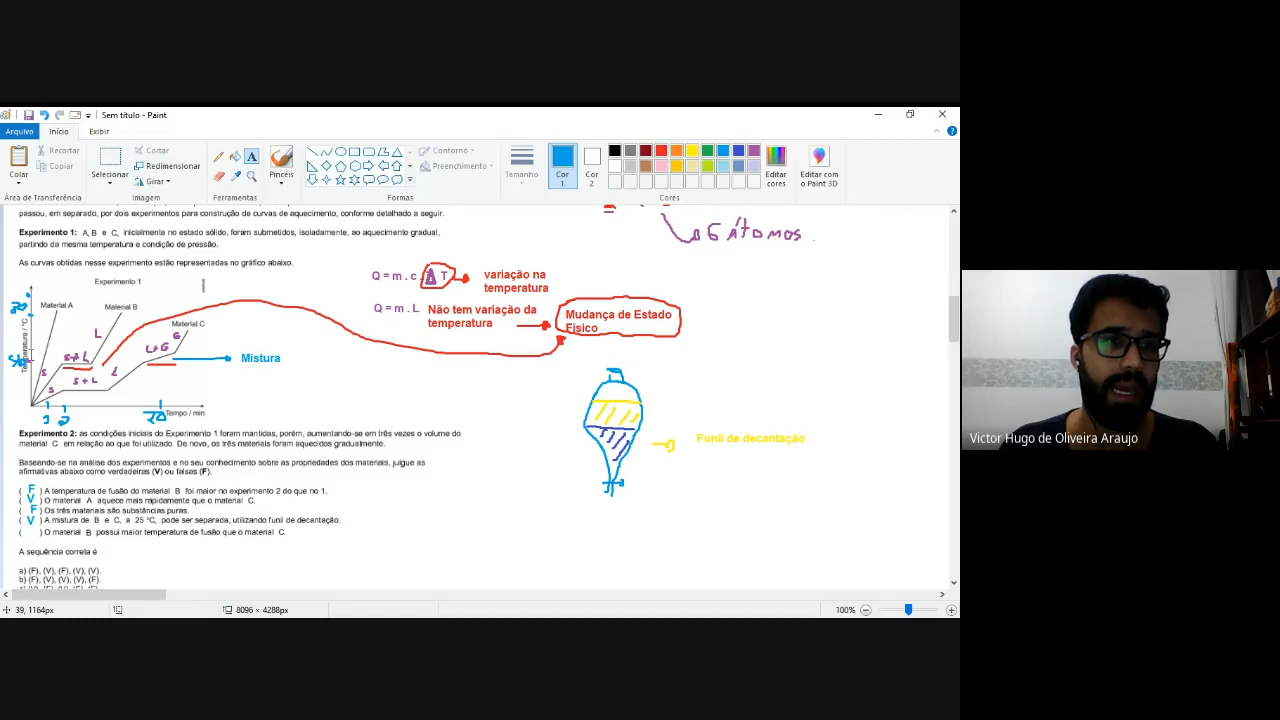 Sem título - Paint
Arquivo Início Exibir
Colar
Recortar
Copiar
Área de Transferência
Selecionar
Cortar
Redimensionar
Girar
Imagem
A
Ferramentas
Pincéis
Formas
Contorno
Preenchimento
Tamanho
Cor 1
Cor 2
Cores
Editar cores
Editar com o Paint 3D
passou, em separado, por dois experimentos para construção de curvas de aquecimento, conforme detalhado a seguir.
Experimento 1: A, B e C, inicialmente no estado sólido, foram submetidos, isoladamente, ao aquecimento gradual,
partindo da mesma temperatura e condição de pressão.
As curvas obtidas nesse experimento estão representadas no gráfico abaixo.
6 átomos
Experimento 1
Material A
Material B
Material C
Temperatura / °C
Tempo / min
S
S + L
L
S
S + L
L
L + G
G
1
2
Mistura
Q = m . c . Δ T
variação na
temperatura
Q = m . L
Não tem variação da
temperatura
Mudança de Estado
Físico
Funil de decantação
Experimento 2: as condições iniciais do Experimento 1 foram mantidas, porém, aumentando-se em três vezes o volume do
material C em relação ao que foi utilizado. De novo, os três materiais foram aquecidos gradualmente.
Baseando-se na análise dos experimentos e no seu conhecimento sobre as propriedades dos materiais, julgue as
afirmativas abaixo como verdadeiras (V) ou falsas (F).
( F ) A temperatura de fusão do material B foi maior no experimento 2 do que no 1.
( V ) O material A aquece mais rapidamente que o material C.
( F ) Os três materiais são substâncias puras.
( V ) A mistura de B e C, a 25 °C, pode ser separada, utilizando funil de decantação.
( ) O material B possui maior temperatura de fusão que o material C.
A sequência correta é
a) (F), (V), (F), (V), (V).
b) (F), (V), (V), (V), (F).
39, 1164px
8096 × 4288px
100%
Victor Hugo de Oliveira Araujo